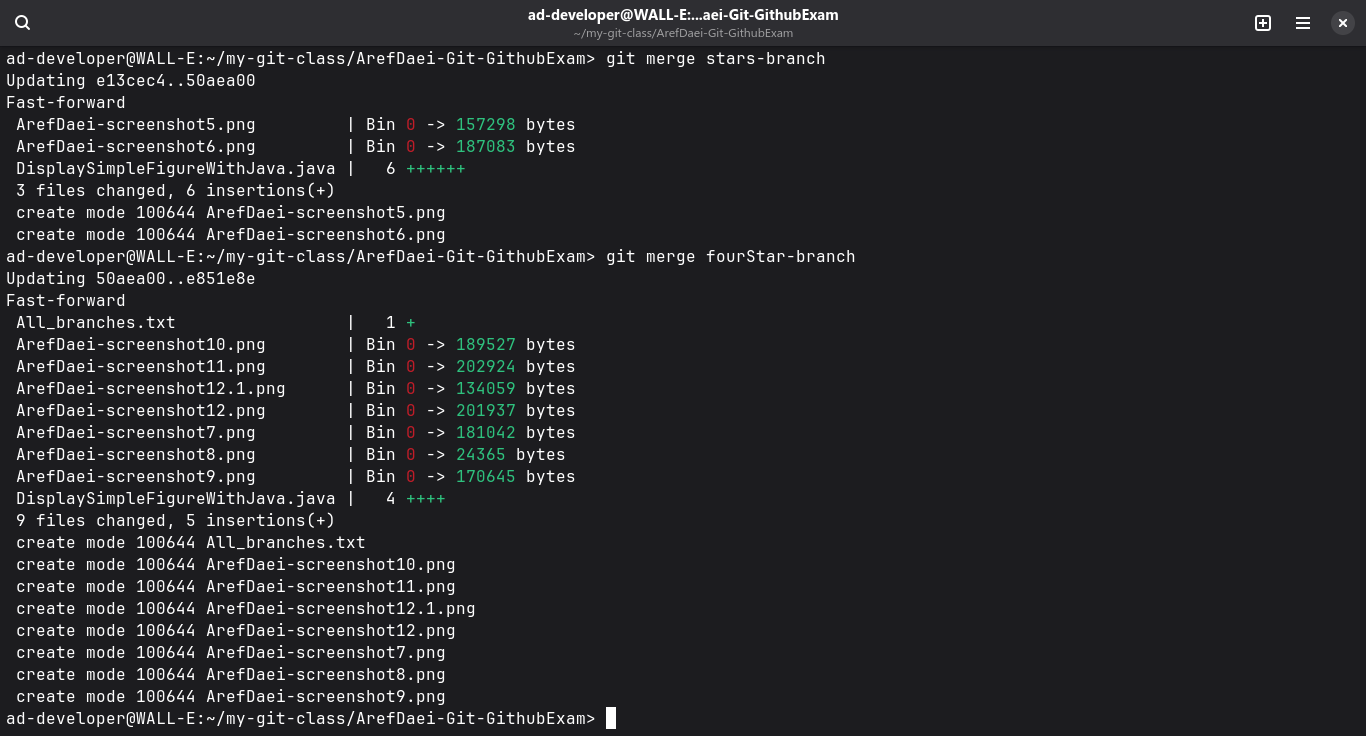 ad-developer@WALL-E:...aei-Git-GithubExam
~/my-git-class/ArefDaei-Git-GithubExam
ad-developer@WALL-E:~/my-git-class/ArefDaei-Git-GithubExam> git merge stars-branch
Updating e13cec4..50aea00
Fast-forward
 ArefDaei-screenshot5.png         | Bin 0 -> 157298 bytes
 ArefDaei-screenshot6.png         | Bin 0 -> 187083 bytes
 DisplaySimpleFigureWithJava.java |   6 ++++++
 3 files changed, 6 insertions(+)
 create mode 100644 ArefDaei-screenshot5.png
 create mode 100644 ArefDaei-screenshot6.png
ad-developer@WALL-E:~/my-git-class/ArefDaei-Git-GithubExam> git merge fourStar-branch
Updating 50aea00..e851e8e
Fast-forward
 All_branches.txt                 |   1 +
 ArefDaei-screenshot10.png        | Bin 0 -> 189527 bytes
 ArefDaei-screenshot11.png        | Bin 0 -> 202924 bytes
 ArefDaei-screenshot12.1.png      | Bin 0 -> 134059 bytes
 ArefDaei-screenshot12.png        | Bin 0 -> 201937 bytes
 ArefDaei-screenshot7.png         | Bin 0 -> 181042 bytes
 ArefDaei-screenshot8.png         | Bin 0 -> 24365 bytes
 ArefDaei-screenshot9.png         | Bin 0 -> 170645 bytes
 DisplaySimpleFigureWithJava.java |   4 ++++
 9 files changed, 5 insertions(+)
 create mode 100644 All_branches.txt
 create mode 100644 ArefDaei-screenshot10.png
 create mode 100644 ArefDaei-screenshot11.png
 create mode 100644 ArefDaei-screenshot12.1.png
 create mode 100644 ArefDaei-screenshot12.png
 create mode 100644 ArefDaei-screenshot7.png
 create mode 100644 ArefDaei-screenshot8.png
 create mode 100644 ArefDaei-screenshot9.png
ad-developer@WALL-E:~/my-git-class/ArefDaei-Git-GithubExam>